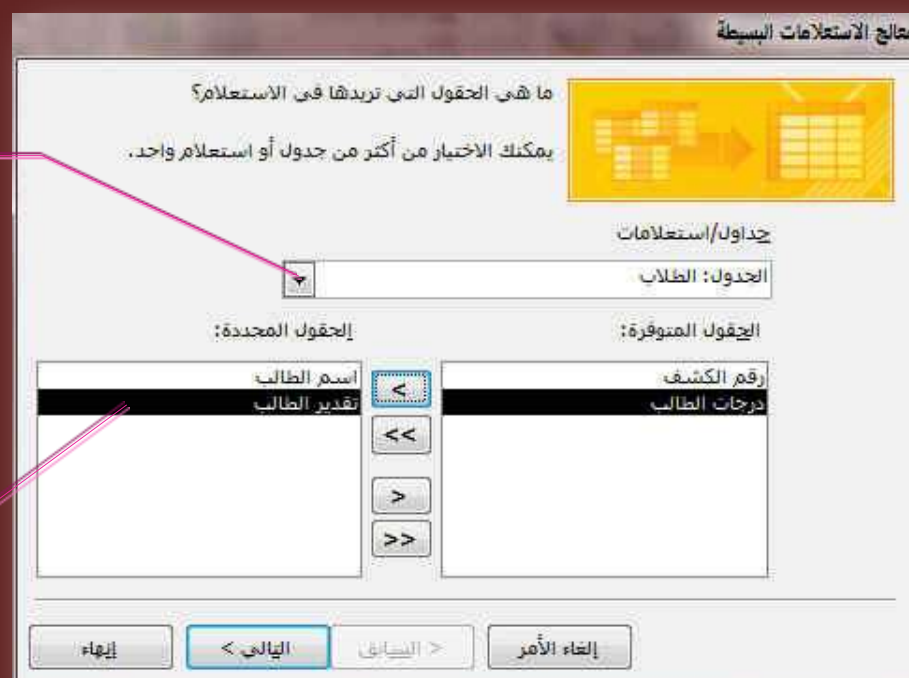 معالج الاستعلامات البسيطة
ما هي الحقول التي تريدها في الاستعلام؟
يمكنك الاختيار من أكثر من جدول أو استعلام واحد.
جداول/استعلامات
الجدول: الطلاب
الحقول المتوفرة:
الحقول المحددة:
رقم الكشف
درجات الطالب
اسم الطالب
تقدير الطالب
>
>>
<
<<
إلغاء الأمر
< السابق
التالي >
إنهاء